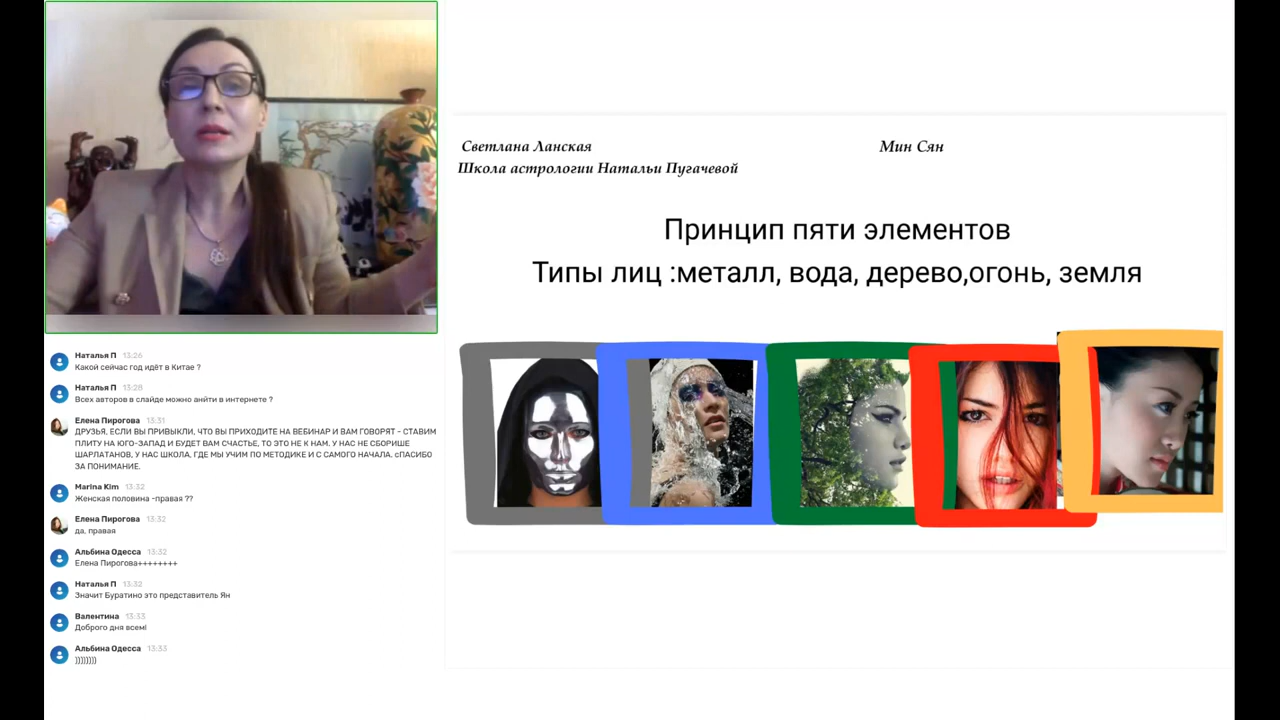 Светлана Ланская
Мин Сян
Школа астрологии Натальи Пугачевой
Принцип пяти элементов
Типы лиц :металл, вода, дерево,огонь, земля
Наталья П 13:26
Какой сейчас год идёт в Китае ?
Наталья П 13:28
Всех авторов в слайде можно анйти в интернете ?
Елена Пирогова 13:31
ДРУЗЬЯ, ЕСЛИ ВЫ ПРИВЫКЛИ, ЧТО ВЫ ПРИХОДИТЕ НА ВЕБИНАР И ВАМ ГОВОРЯТ - СТАВИМ
ПЛИТУ НА ЮГО-ЗАПАД И БУДЕТ ВАМ СЧАСТЬЕ, ТО ЭТО НЕ К НАМ. У НАС НЕ СБОРИШЕ
ШАРЛАТАНОВ, У НАС ШКОЛА, ГДЕ МЫ УЧИМ ПО МЕТОДИКЕ И С САМОГО НАЧАЛА. сПАСИБО
ЗА ПОНИМАНИЕ.
Marina Kim 13:32
Женская половина -правая ??
Елена Пирогова 13:32
да, правая
Альбина Одесса 13:32
Елена Пирогова++++++++
Наталья П 13:32
Значит Буратино это представитель Ян
Валентина 13:33
Доброго дня всем!
Альбина Одесса 13:33
))))))))